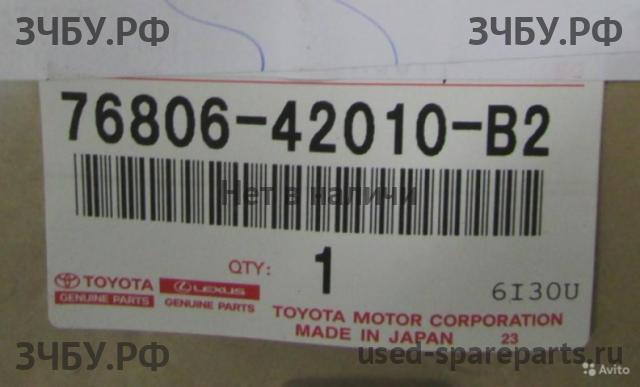 ЗЧБУ.РФ ЗЧБУ.РФ
76806-42010-B2
Нет в наличи
QTY: 1
6I30U
TOYOTA LEXUS
GENUINE PARTS GENUINE PARTS
TOYOTA MOTOR CORPORATION
MADE IN JAPAN 23
ЗЧБУ.РФ used-spareparts.ru
Avito